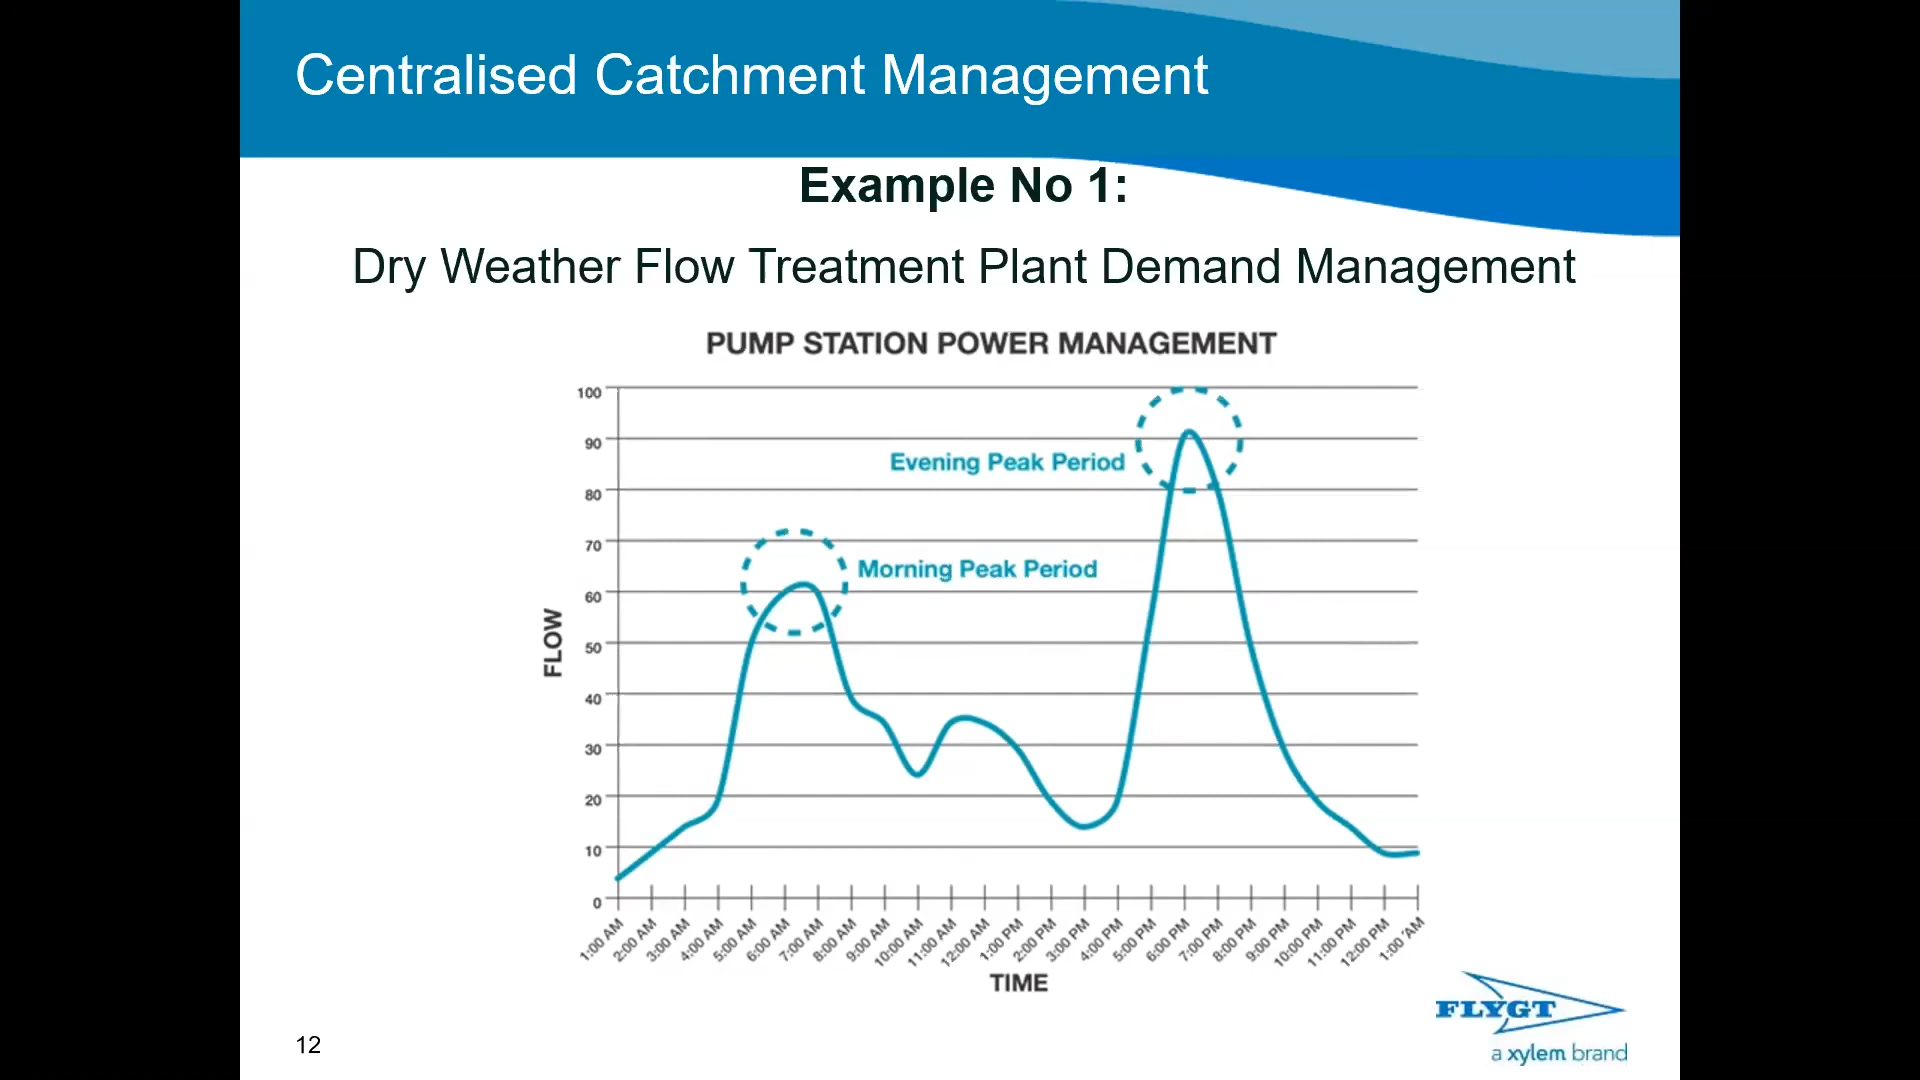 Centralised Catchment Management
Example No 1:
Dry Weather Flow Treatment Plant Demand Management
PUMP STATION POWER MANAGEMENT
100
90
80
70
60
50
40
30
20
10
0
FLOW
Evening Peak Period
Morning Peak Period
1:00 AM
2:00 AM
3:00 AM
4:00 AM
5:00 AM
6:00 AM
7:00 AM
8:00 AM
9:00 AM
10:00 AM
11:00 AM
12:00 AM
1:00 PM
2:00 PM
3:00 PM
4:00 PM
5:00 PM
6:00 PM
7:00 PM
8:00 PM
9:00 PM
10:00 PM
11:00 PM
12:00 PM
1:00 'AM
TIME
FLYGT
a xylem brand
12